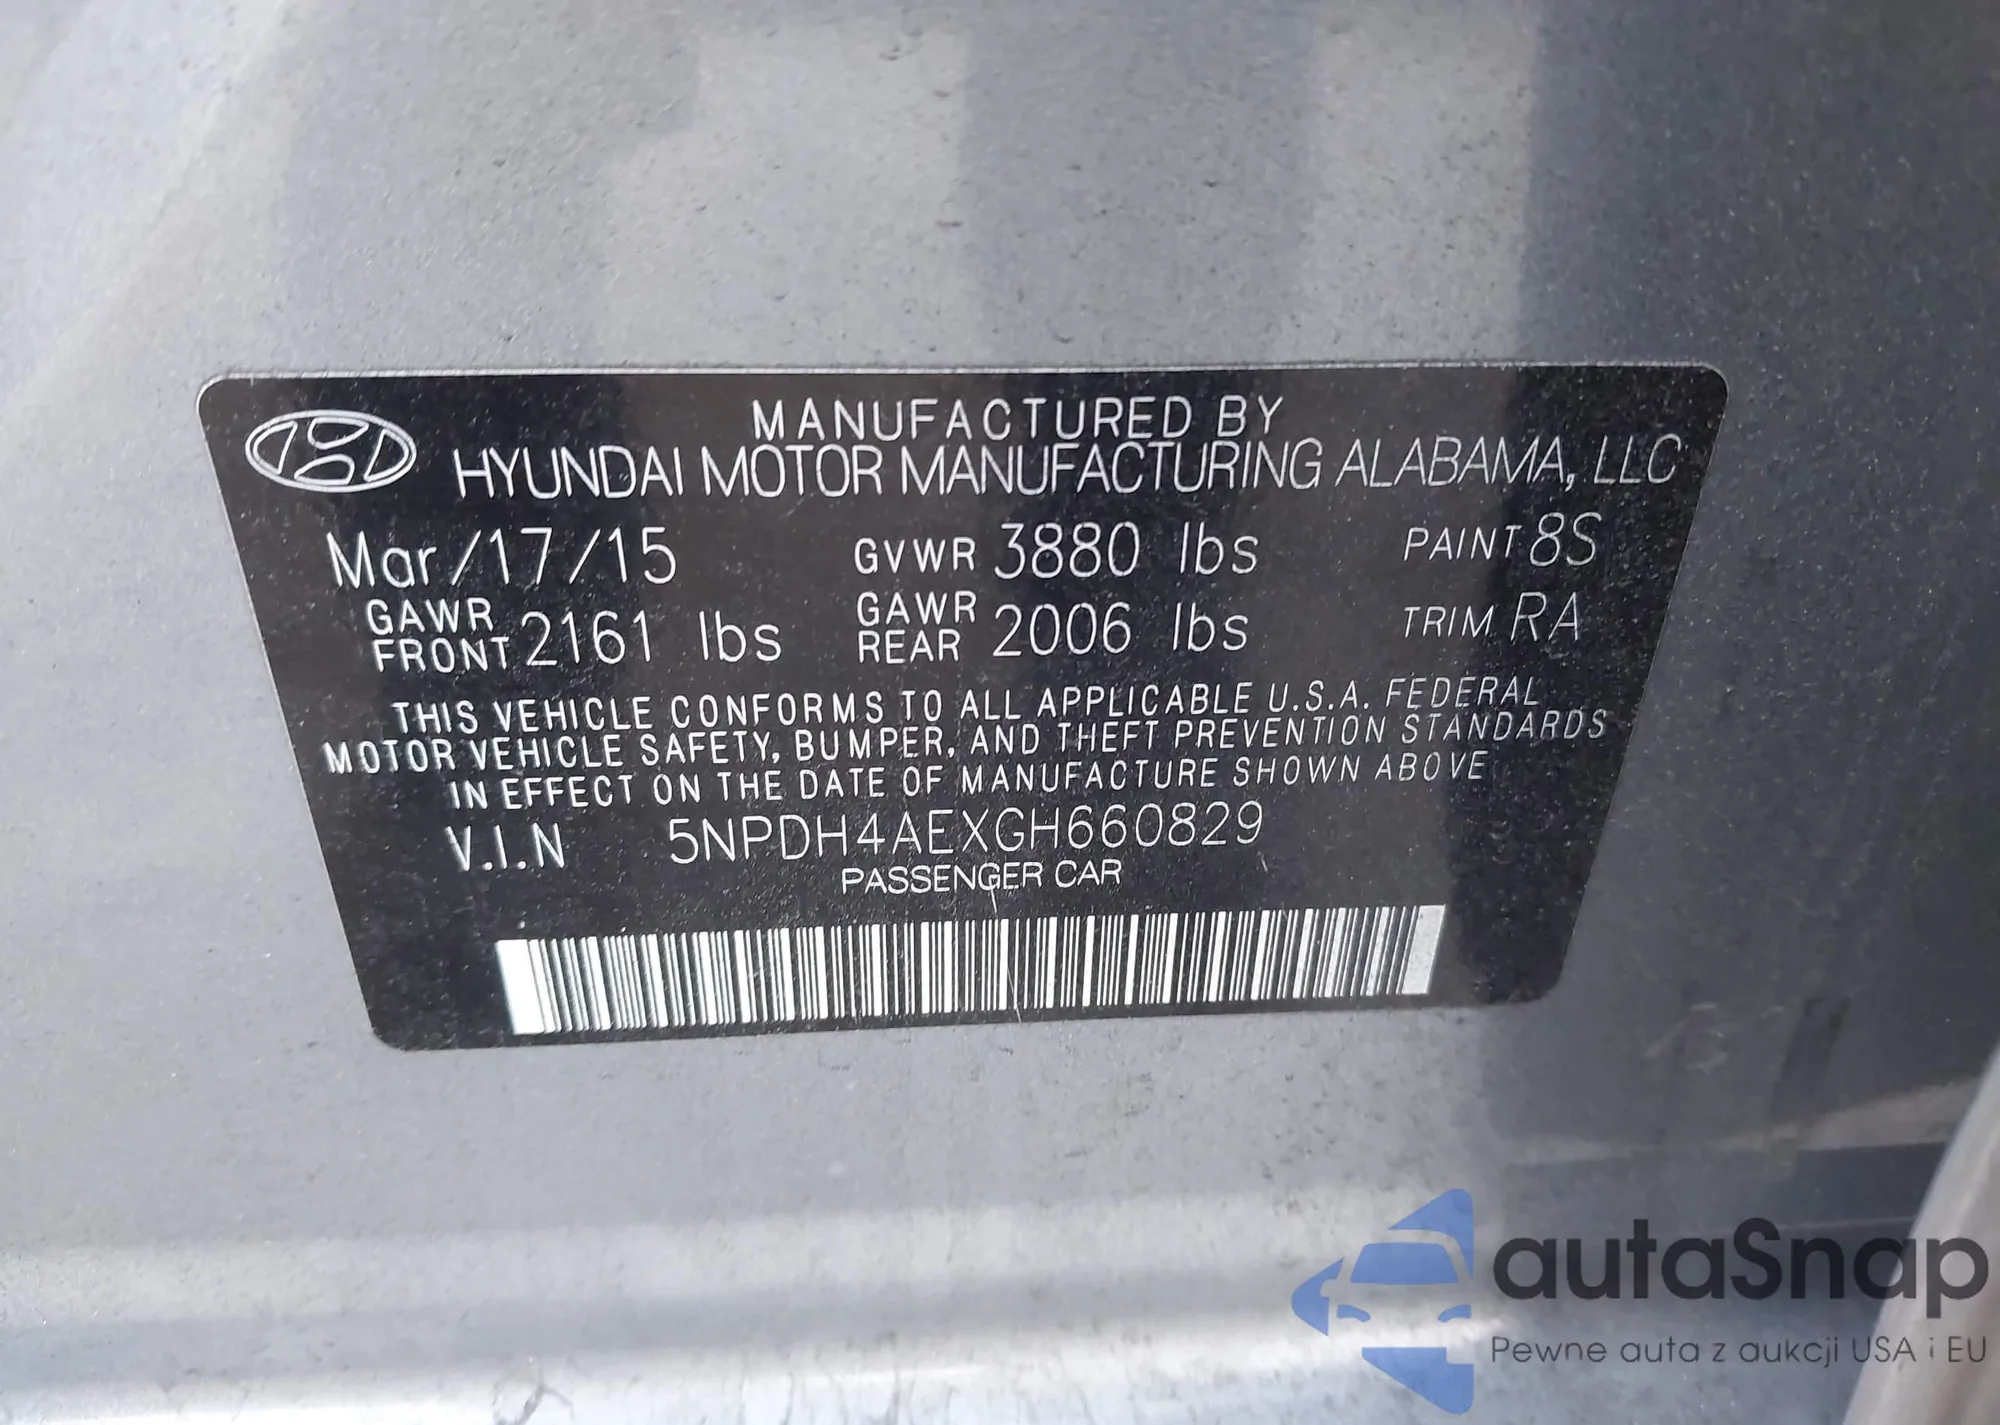 MANUFACTURED BY
HYUNDAI MOTOR MANUFACTURING ALABAMA, LLC
Mar/17/15 GVWR 3880 lbs PAINT 8S
GAWR FRONT 2161 lbs GAWR REAR 2006 lbs TRIM RA
THIS VEHICLE CONFORMS TO ALL APPLICABLE U.S.A. FEDERAL
MOTOR VEHICLE SAFETY, BUMPER, AND THEFT PREVENTION STANDARDS
IN EFFECT ON THE DATE OF MANUFACTURE SHOWN ABOVE
V.I.N 5NPDH4AEXGH660829
PASSENGER CAR
autaSnap
Pewne auta z aukcji USA i EU